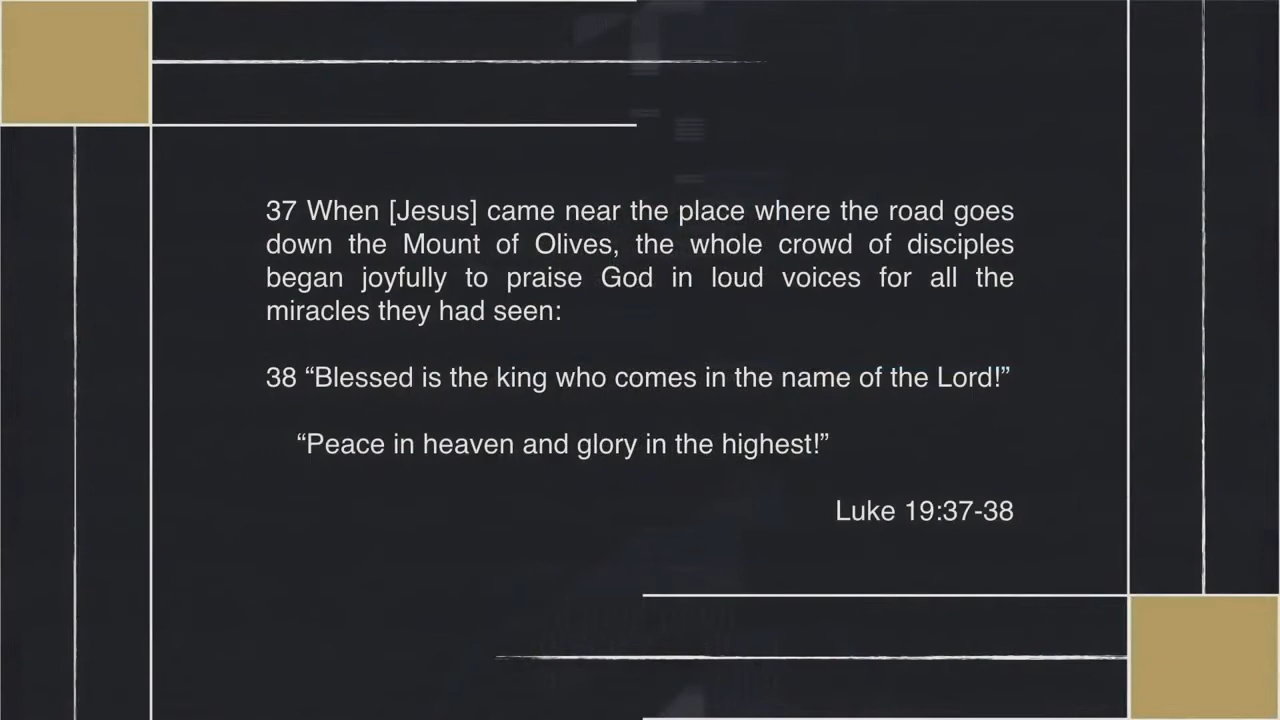 37 When [Jesus] came near the place where the road goes
down the Mount of Olives, the whole crowd of disciples
began joyfully to praise God in loud voices for all the
miracles they had seen:
38 “Blessed is the king who comes in the name of the Lord!”
“Peace in heaven and glory in the highest!”
Luke 19:37-38